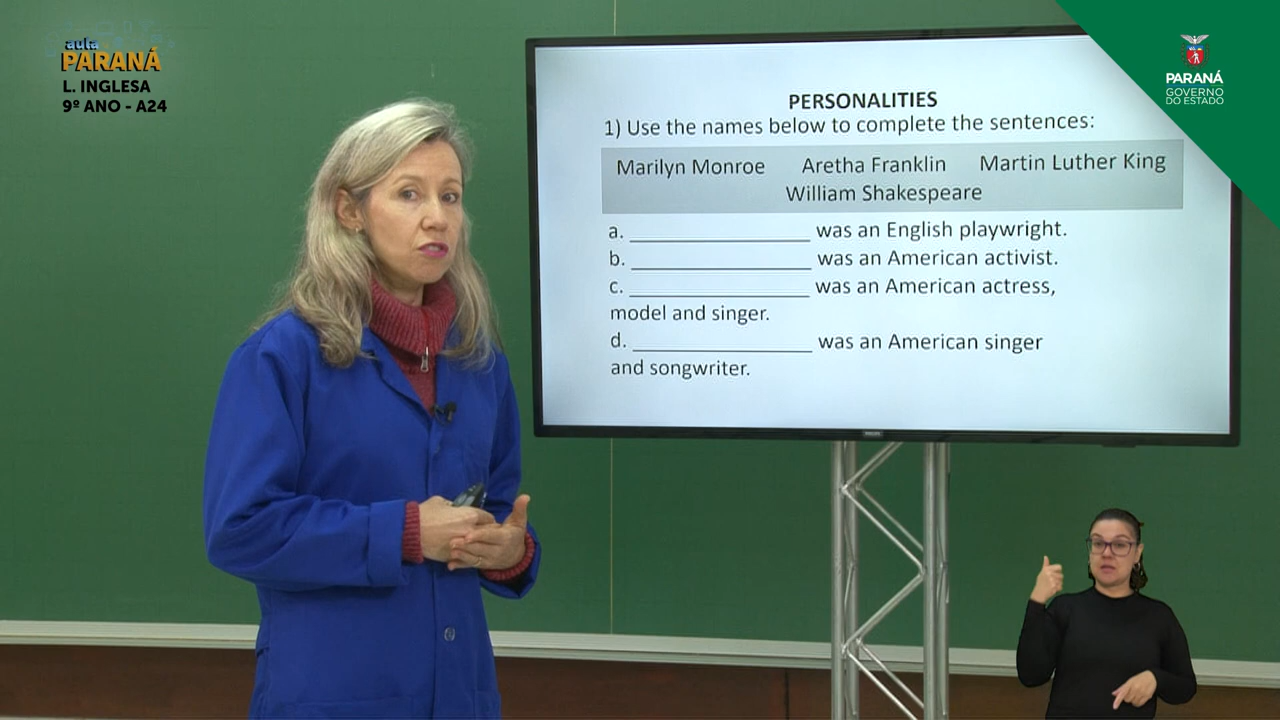 aula
PARANÁ
L. INGLESA
9º ANO - A24
PARANÁ
GOVERNO
DO ESTADO
PERSONALITIES
1) Use the names below to complete the sentences:
Marilyn Monroe Aretha Franklin Martin Luther King
William Shakespeare
a. ________________ was an English playwright.
b. ________________ was an American activist.
c. ________________ was an American actress,
model and singer.
d. ________________ was an American singer
and songwriter.